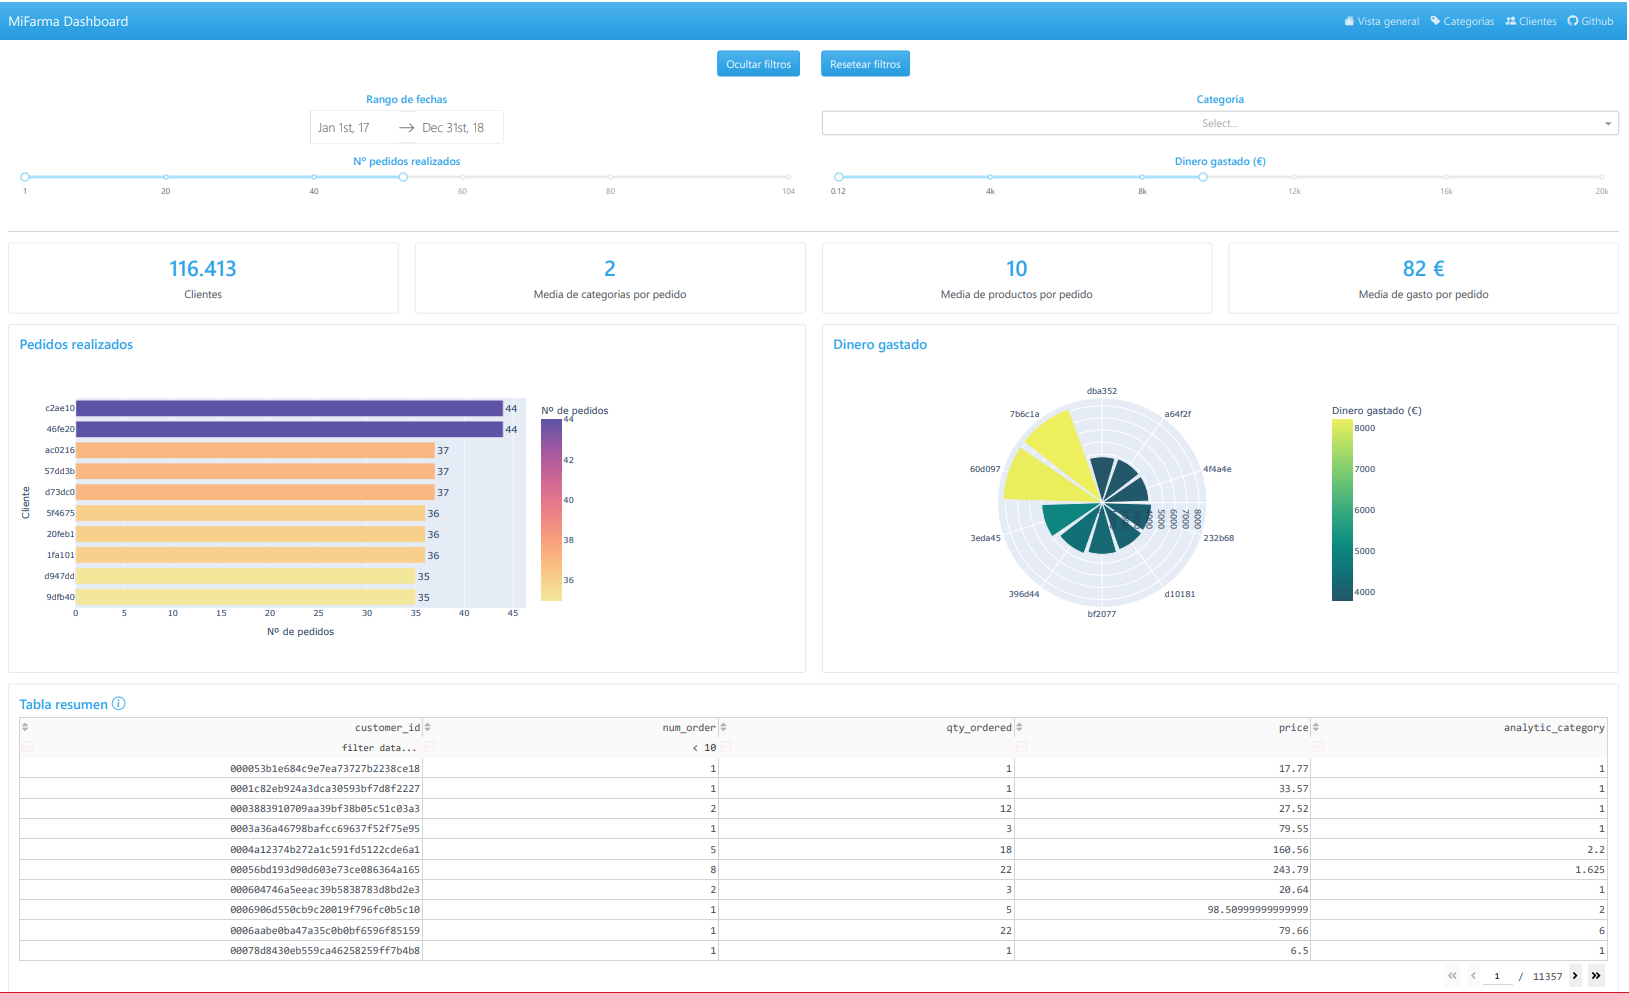 MiFarma Dashboard
Vista general Categorías Clientes Github
Ocultar filtros Resetear filtros
Rango de fechas Categoría
Jan 1st, 17 → Dec 31st, 18 Select...
Nº pedidos realizados Dinero gastado (€)
1 20 40 60 80 104 0.12 4k 8k 12k 16k 20k
116.413 2 10 82 €
Clientes Media de categorias por pedido Media de productos por pedido Media de gasto por pedido
Pedidos realizados
c2ae10 44
46fe20 44
ac0216 37
57dd3b 37
d73dc0 37
5f4675 36
20feb1 36
1fa101 36
d947dd 35
9dfb40 35
Cliente
0 5 10 15 20 25 30 35 40 45
Nº de pedidos
Nº de pedidos
44
42
40
38
36
Dinero gastado
dba352
7b6c1a a64f2f
60d097 4f4a4e
3eda45 232b68
396d44 d10181
bf2077
4000 5000 6000 7000 8000
Dinero gastado (€)
8000
7000
6000
5000
4000
Tabla resumen
customer_id num_order qty_ordered price analytic_category
filter data... < 10
000053b1e684c9e7ea73727b2238ce18 1 1 17.77 1
0001c82eb924a3dca30593bf7d8f2227 1 1 33.57 1
0003883910709aa39bf38b05c51c03a3 2 12 27.52 1
0003a36a46798bafcc69637f52f75e95 1 3 79.55 1
0004a12374b272a1c591fd5122cde6a1 5 18 160.56 2.2
00056bd193d90d603e73ce086364a165 8 22 243.79 1.625
000604746a5eeac39b5838783d8bd2e3 2 3 20.64 1
0006906d550cb9c20019f796fc0b5c10 1 5 98.50999999999999 2
0006aabe0ba47a35c0b0bf6596f85159 1 22 79.66 6
00078d8430eb559ca46258259ff7b4b8 1 1 6.5 1
1 / 11357